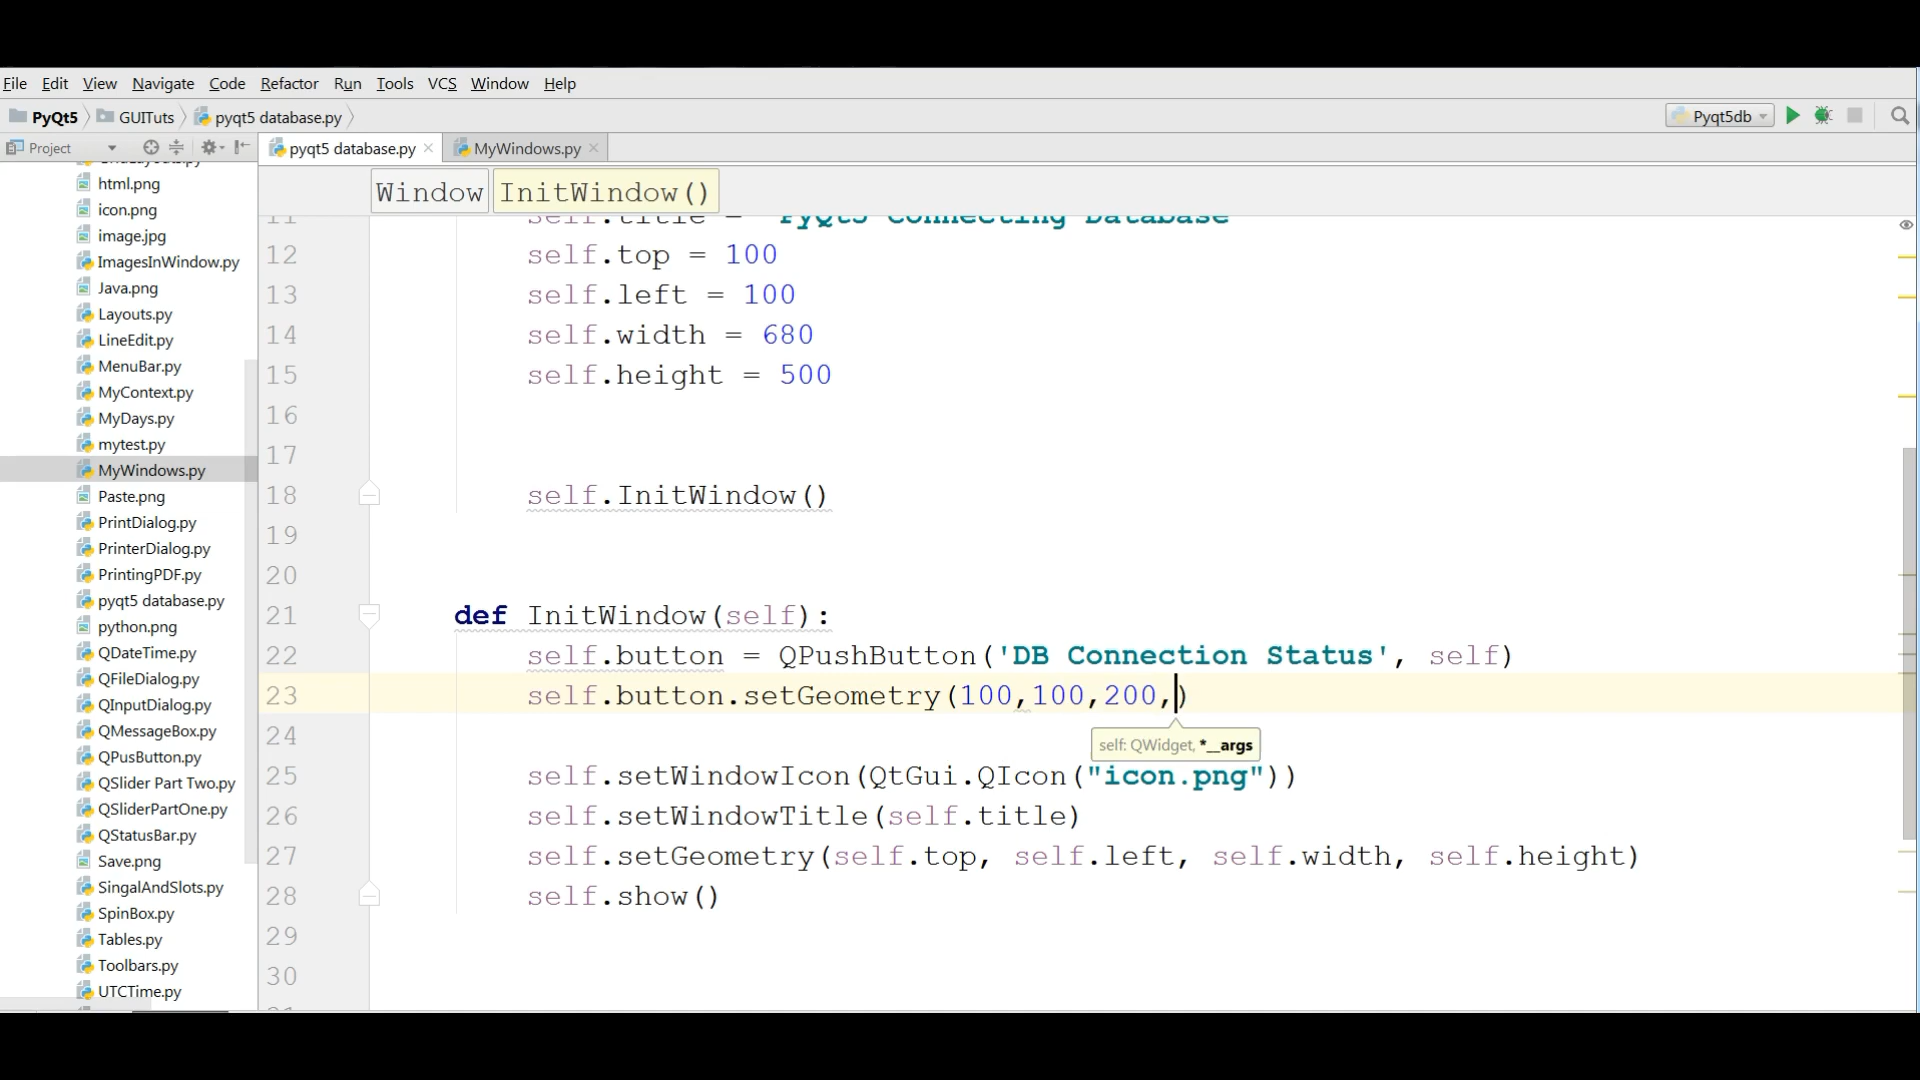 File Edit View Navigate Code Refactor Run Tools VCS Window Help
PyQt5 GUITuts pyqt5 database.py Pyqt5db
Project pyqt5 database.py MyWindows.py
Window InitWindow()
html.png
icon.png
image.jpg
ImagesInWindow.py
Java.png
Layouts.py
LineEdit.py
MenuBar.py
MyContext.py
MyDays.py
mytest.py
MyWindows.py
Paste.png
PrintDialog.py
PrinterDialog.py
PrintingPDF.py
pyqt5 database.py
python.png
QDateTime.py
QFileDialog.py
QInputDialog.py
QMessageBox.py
QPusButton.py
QSlider Part Two.py
QSliderPartOne.py
QStatusBar.py
Save.png
SingalAndSlots.py
SpinBox.py
Tables.py
Toolbars.py
UTCTime.py
11 self.title = "PyQt5 Connecting Database"
12 self.top = 100
13 self.left = 100
14 self.width = 680
15 self.height = 500
16
17
18 self.InitWindow()
19
20
21 def InitWindow(self):
22 self.button = QPushButton('DB Connection Status', self)
23 self.button.setGeometry(100,100,200,)
24 self: QWidget, *__args
25 self.setWindowIcon(QtGui.QIcon("icon.png"))
26 self.setWindowTitle(self.title)
27 self.setGeometry(self.top, self.left, self.width, self.height)
28 self.show()
29
30